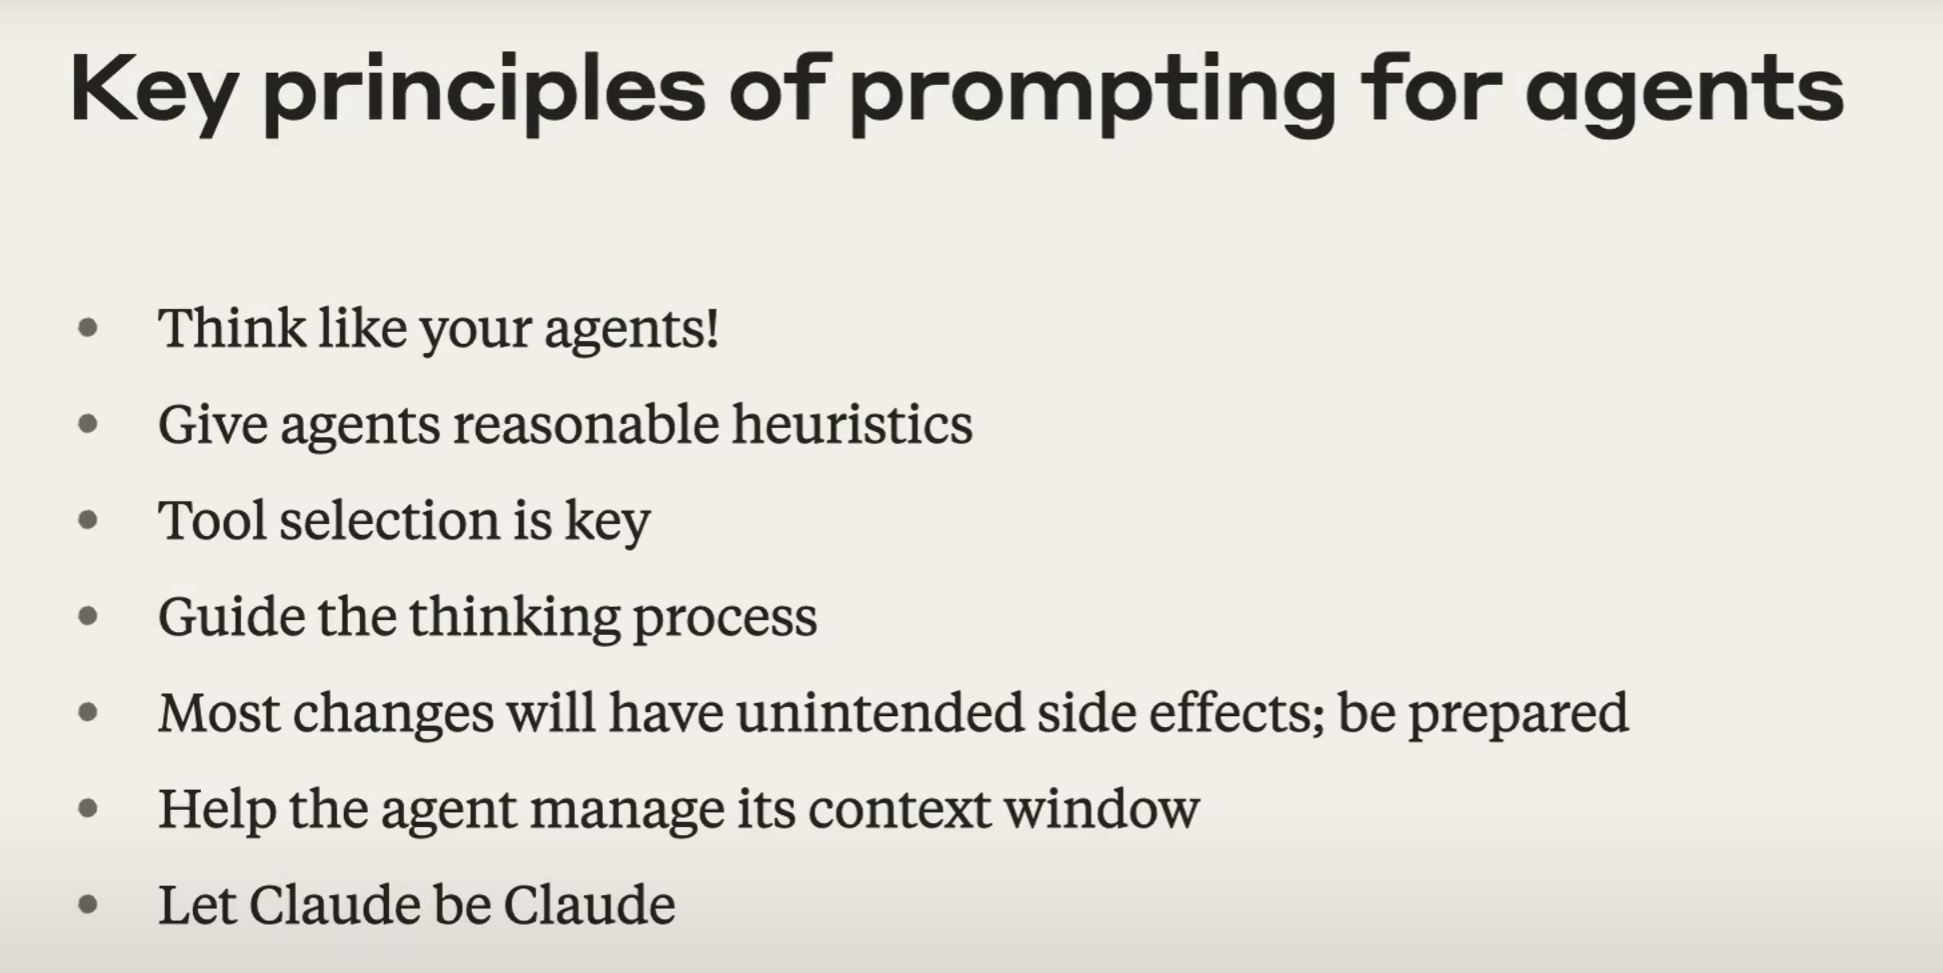 Key principles of prompting for agents
Think like your agents!
Give agents reasonable heuristics
Tool selection is key
Guide the thinking process
Most changes will have unintended side effects; be prepared
Help the agent manage its context window
Let Claude be Claude